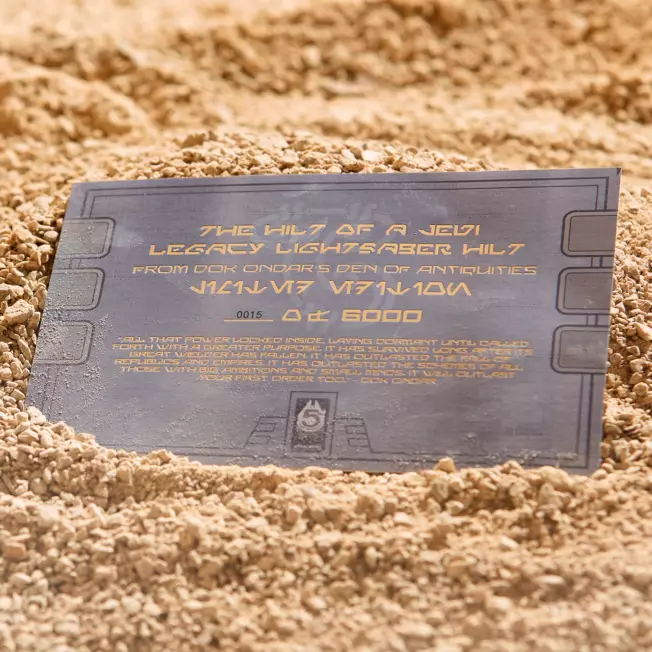 THE HILT OF A JEDI
LEGACY LIGHTSABER HILT
FROM DOK ONDAR'S DEN OF ANTIQUITIES
0015 OF 6000
"ALL THAT POWER LOCKED INSIDE, LAYING DORMANT UNTIL CALLED
FORTH WITH A GREATER PURPOSE. IT HAS SURVIVED LONG AFTER ITS
GREAT WIELDER HAS FALLEN. IT HAS OUTLASTED THE FALL OF
REPUBLICS AND EMPIRES. IT HAS OUTLASTED THE SCHEMES OF ALL
THOSE WITH BIG AMBITIONS AND SMALL MINDS. IT WILL OUTLAST
YOUR FIRST ORDER TOO." - DOK ONDAR
5